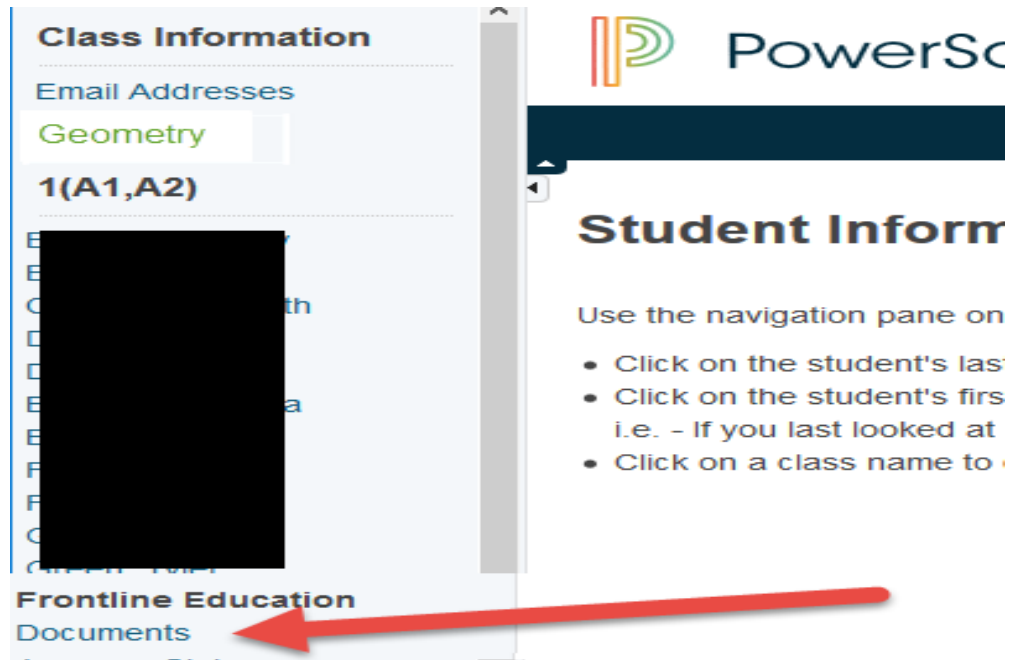 Class Information
Email Addresses
Geometry
1(A1,A2)
E
E
C th
D
D
E a
E
F
F
Frontline Education
Documents
PowerSc
Student Inform
Use the navigation pane on
Click on the student's las
Click on the student's firs
i.e. - If you last looked at
Click on a class name to